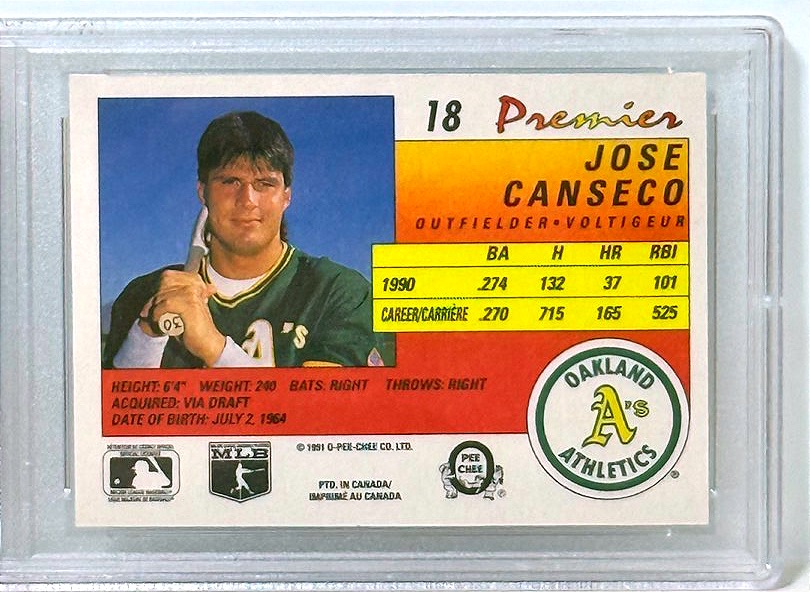 18 Premier
JOSE
CANSECO
OUTFIELDER•VOLTIGEUR
BA H HR RBI
1990 .274 132 37 101
CAREER/CARRIÈRE .270 715 165 525
30
A's
HEIGHT: 6'4" WEIGHT: 240 BATS: RIGHT THROWS: RIGHT
ACQUIRED: VIA DRAFT
DATE OF BIRTH: JULY 2, 1964
OAKLAND
A's
ATHLETICS
®
MLB
© 1991 O-PEE-CHEE CO. LTD.
PTD. IN CANADA/
IMPRIMÉ AU CANADA
PEE
CHEE